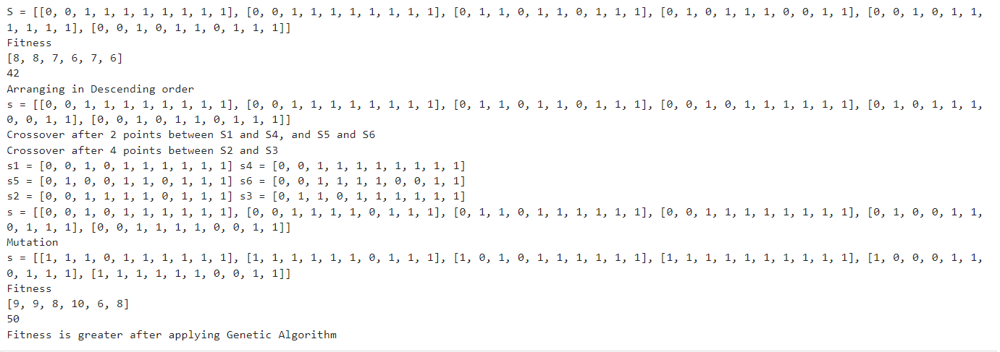 S = [[0, 0, 1, 1, 1, 1, 1, 1, 1, 1], [0, 0, 1, 1, 1, 1, 1, 1, 1, 1], [0, 1, 1, 0, 1, 1, 0, 1, 1, 1], [0, 1, 0, 1, 1, 1, 0, 0, 1, 1], [0, 0, 1, 0, 1, 1,
1, 1, 1, 1], [0, 0, 1, 0, 1, 1, 0, 1, 1, 1]]
Fitness
[8, 8, 7, 6, 7, 6]
42
Arranging in Descending order
s = [[0, 0, 1, 1, 1, 1, 1, 1, 1, 1], [0, 0, 1, 1, 1, 1, 1, 1, 1, 1], [0, 1, 1, 0, 1, 1, 0, 1, 1, 1], [0, 0, 1, 0, 1, 1, 1, 1, 1, 1], [0, 1, 0, 1, 1, 1,
0, 0, 1, 1], [0, 0, 1, 0, 1, 1, 0, 1, 1, 1]]
Crossover after 2 points between S1 and S4, and S5 and S6
Crossover after 4 points between S2 and S3
s1 = [0, 0, 1, 0, 1, 1, 1, 1, 1, 1] s4 = [0, 0, 1, 1, 1, 1, 1, 1, 1, 1]
s5 = [0, 1, 0, 0, 1, 1, 0, 1, 1, 1] s6 = [0, 0, 1, 1, 1, 1, 0, 0, 1, 1]
s2 = [0, 0, 1, 1, 1, 1, 0, 1, 1, 1] s3 = [0, 1, 1, 0, 1, 1, 1, 1, 1, 1]
s = [[0, 0, 1, 0, 1, 1, 1, 1, 1, 1], [0, 0, 1, 1, 1, 1, 0, 1, 1, 1], [0, 1, 1, 0, 1, 1, 1, 1, 1, 1], [0, 0, 1, 1, 1, 1, 1, 1, 1, 1], [0, 1, 0, 0, 1, 1,
0, 1, 1, 1], [0, 0, 1, 1, 1, 1, 0, 0, 1, 1]]
Mutation
s = [[1, 1, 1, 0, 1, 1, 1, 1, 1, 1], [1, 1, 1, 1, 1, 1, 0, 1, 1, 1], [1, 0, 1, 0, 1, 1, 1, 1, 1, 1], [1, 1, 1, 1, 1, 1, 1, 1, 1, 1], [1, 0, 0, 0, 1, 1,
0, 1, 1, 1], [1, 1, 1, 1, 1, 1, 0, 0, 1, 1]]
Fitness
[9, 9, 8, 10, 6, 8]
50
Fitness is greater after applying Genetic Algorithm